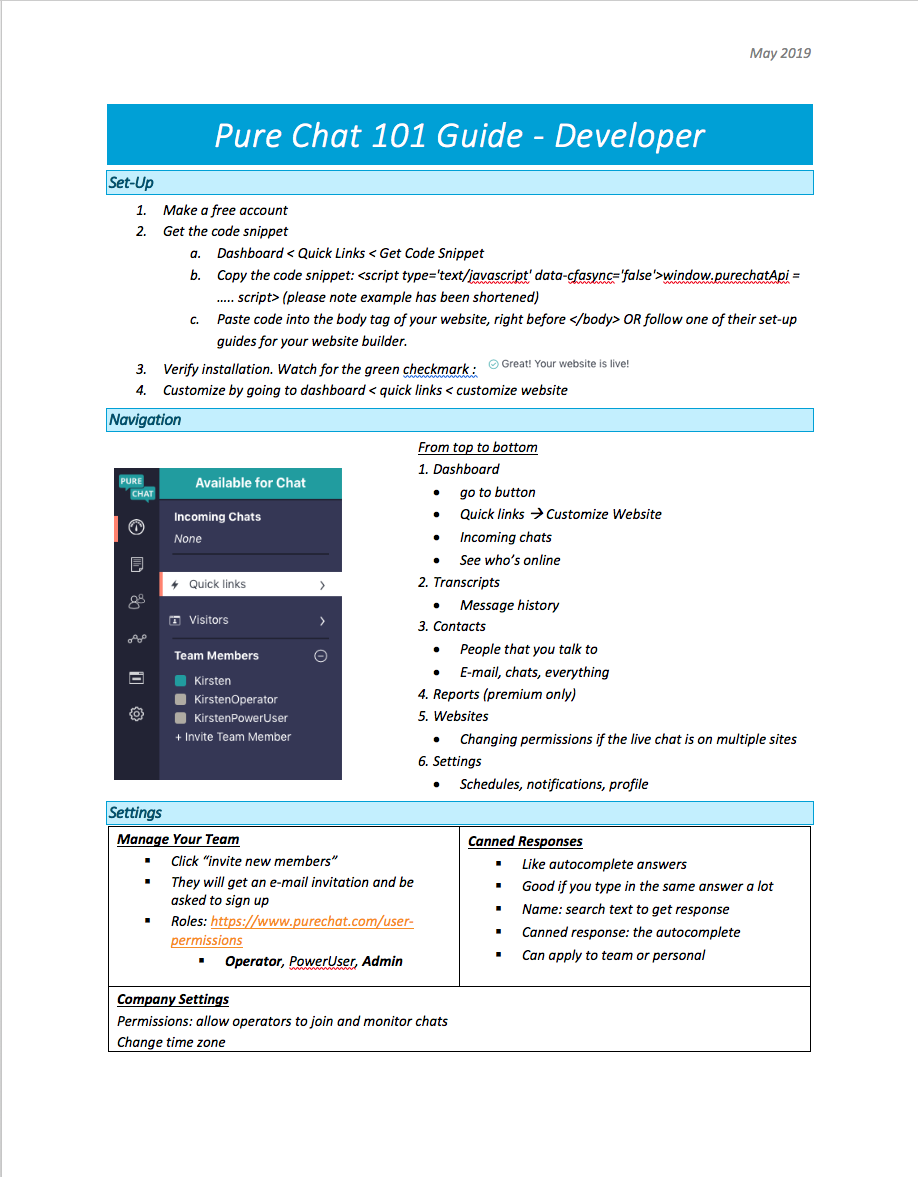 May 2019
Pure Chat 101 Guide - Developer
Set-Up
1. Make a free account
2. Get the code snippet
a. Dashboard < Quick Links < Get Code Snippet
b. Copy the code snippet: <script type='text/javascript' data-cfasync='false'>window.purechatApi =
..... script> (please note example has been shortened)
c. Paste code into the body tag of your website, right before </body> OR follow one of their set-up
guides for your website builder.
3. Verify installation. Watch for the green checkmark : Great! Your website is live!
4. Customize by going to dashboard < quick links < customize website
Navigation
PURE
CHAT
Available for Chat
Incoming Chats
None
Quick links
Visitors
Team Members
Kirsten
KirstenOperator
KirstenPowerUser
+ Invite Team Member
From top to bottom
1. Dashboard
• go to button
• Quick links → Customize Website
• Incoming chats
• See who's online
2. Transcripts
• Message history
3. Contacts
• People that you talk to
• E-mail, chats, everything
4. Reports (premium only)
5. Websites
• Changing permissions if the live chat is on multiple sites
6. Settings
• Schedules, notifications, profile
Settings
Manage Your Team
▪ Click “invite new members”
▪ They will get an e-mail invitation and be
asked to sign up
▪ Roles: https://www.purechat.com/user-
permissions
▪ Operator, PowerUser, Admin
Canned Responses
▪ Like autocomplete answers
▪ Good if you type in the same answer a lot
▪ Name: search text to get response
▪ Canned response: the autocomplete
▪ Can apply to team or personal
Company Settings
Permissions: allow operators to join and monitor chats
Change time zone